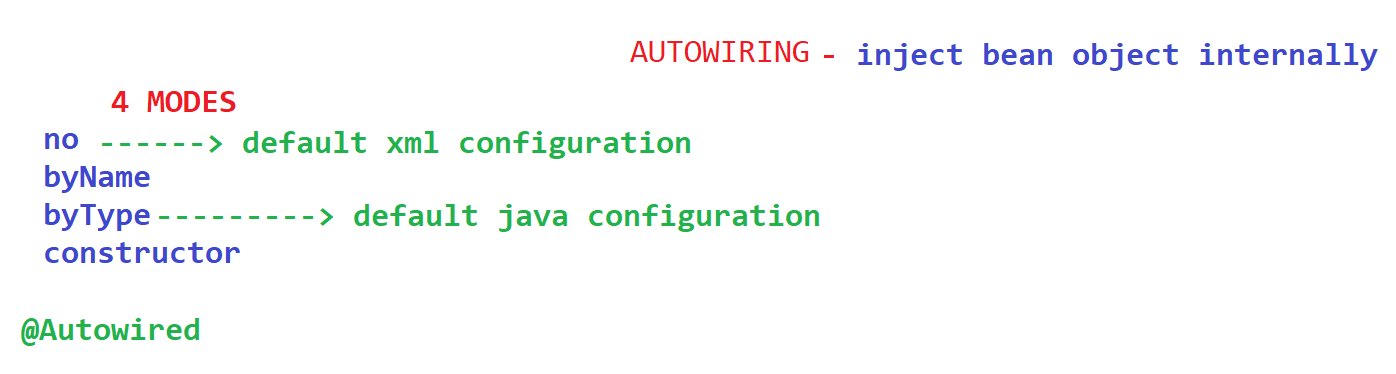 AUTOWIRING - inject bean object internally
4 MODES
no ------> default xml configuration
byName
byType---------> default java configuration
constructor
@Autowired